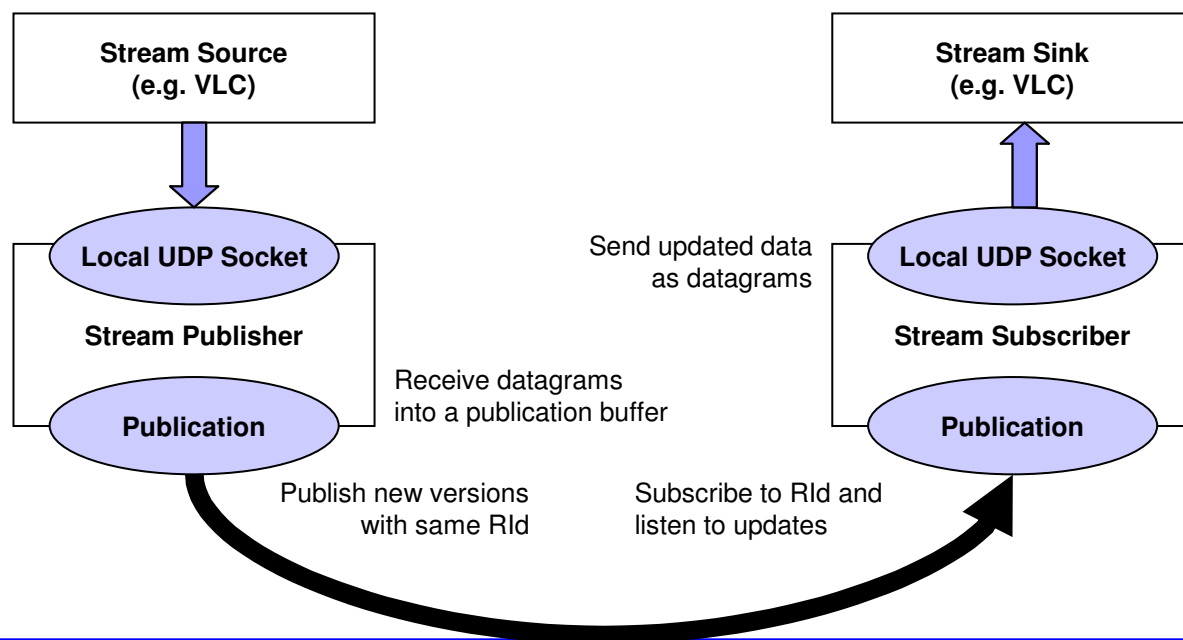 Stream Source
(e.g. VLC)
Local UDP Socket
Stream Publisher
Receive datagrams
into a publication buffer
Publication
Publish new versions
with same RId
Stream Sink
(e.g. VLC)
Send updated data
as datagrams
Local UDP Socket
Stream Subscriber
Publication
Subscribe to RId and
listen to updates